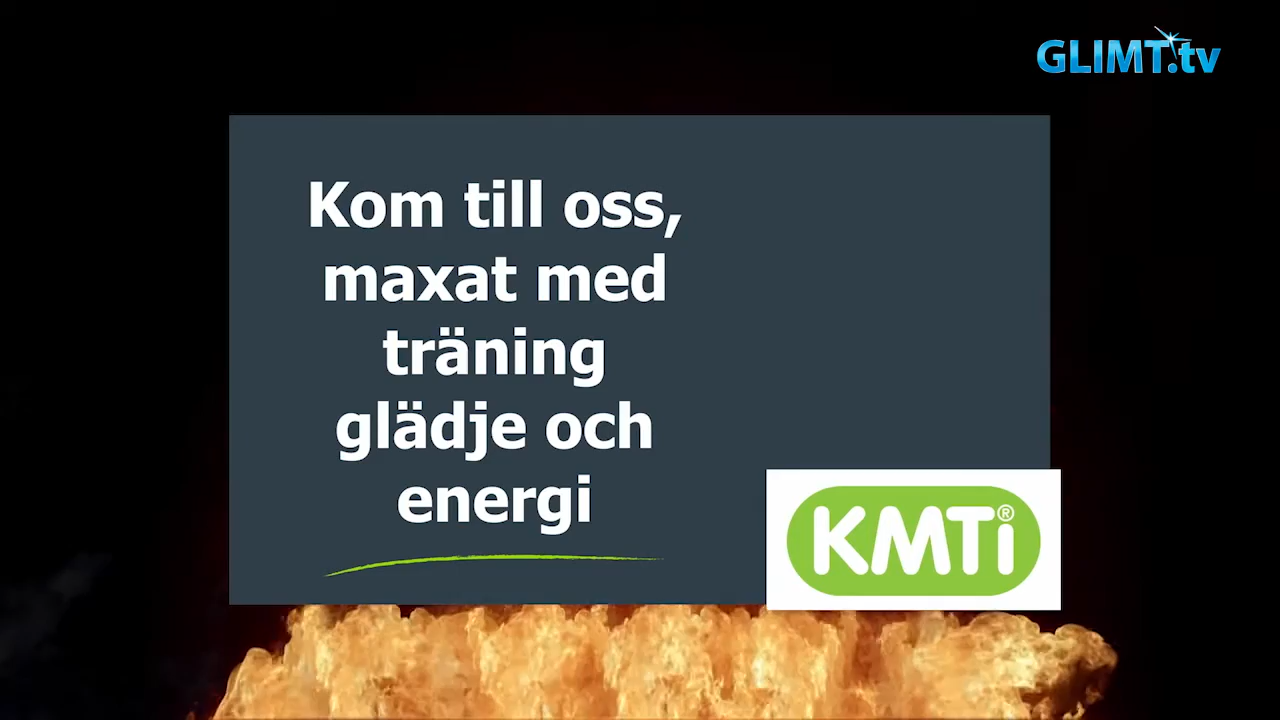 GLIMT.tv
Kom till oss,
maxat med
träning
glädje och
energi
KMTi®